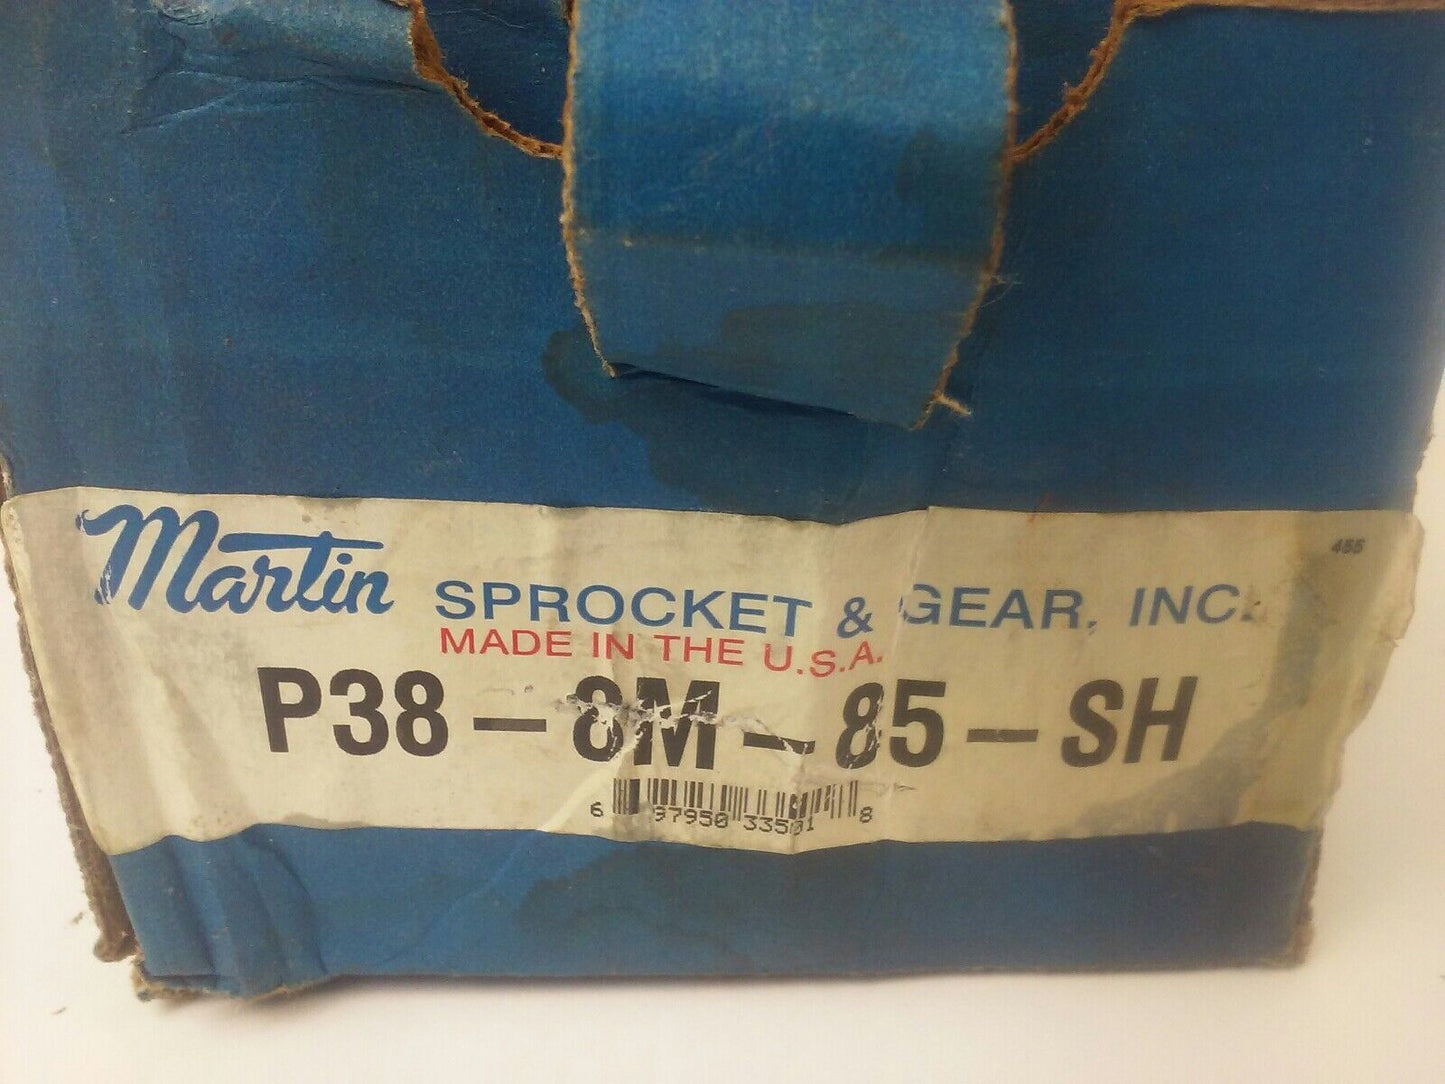 455
Martin SPROCKET & GEAR, INC.
MADE IN THE U.S.A.
P38-8M-85-SH
6 97950 33501 8